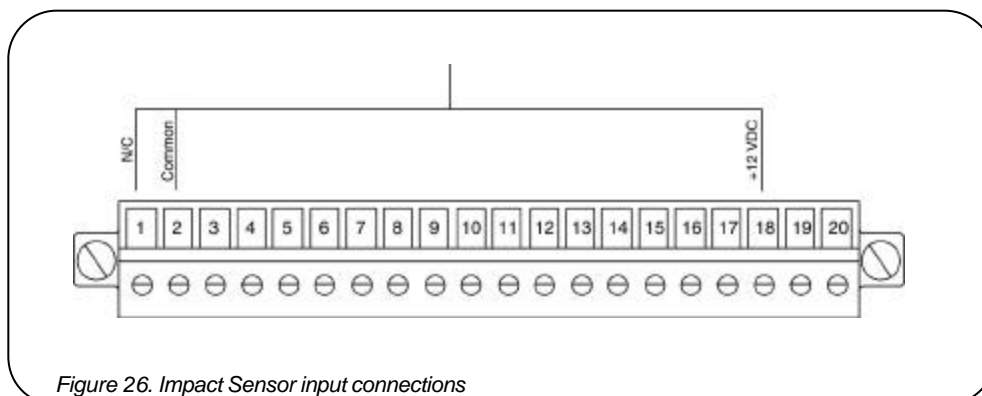 N/C
Common
+12 VDC
1 2 3 4 5 6 7 8 9 10 11 12 13 14 15 16 17 18 19 20
Figure 26. Impact Sensor input connections